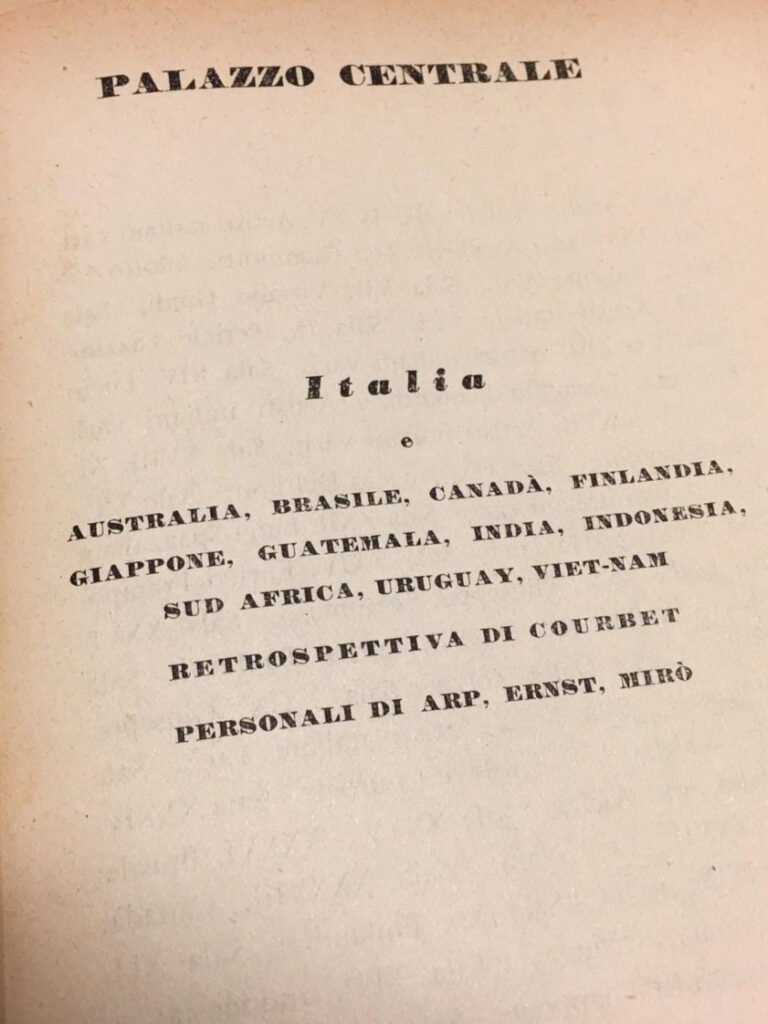 PALAZZO CENTRALE
Italia
e
AUSTRALIA, BRASILE, CANADÀ, FINLANDIA,
GIAPPONE, GUATEMALA, INDIA, INDONESIA,
SUD AFRICA, URUGUAY, VIET-NAM
RETROSPETTIVA DI COURBET
PERSONALI DI ARP, ERNST, MIRÒ